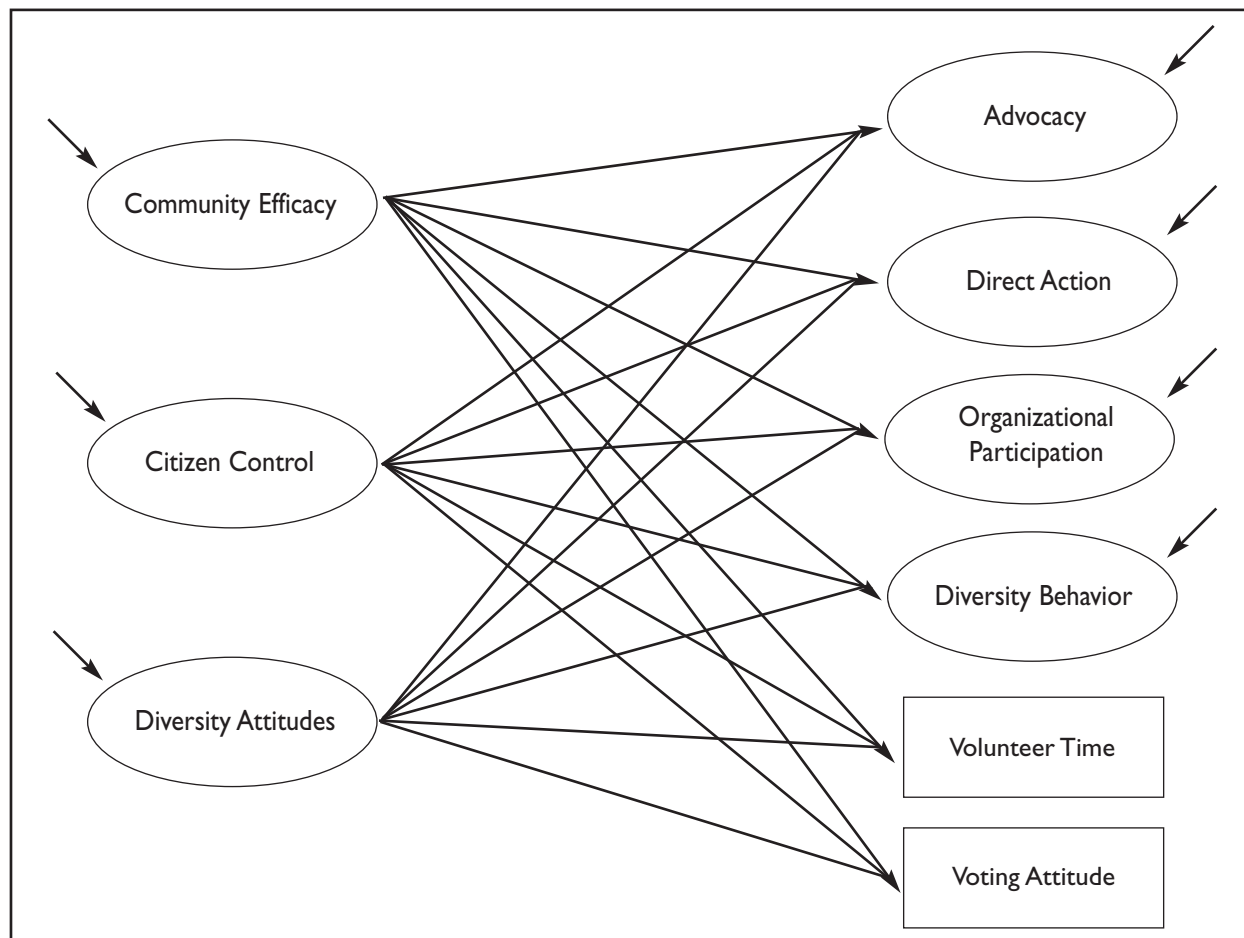 Community Efficacy
Citizen Control
Diversity Attitudes
Advocacy
Direct Action
Organizational
Participation
Diversity Behavior
Volunteer Time
Voting Attitude